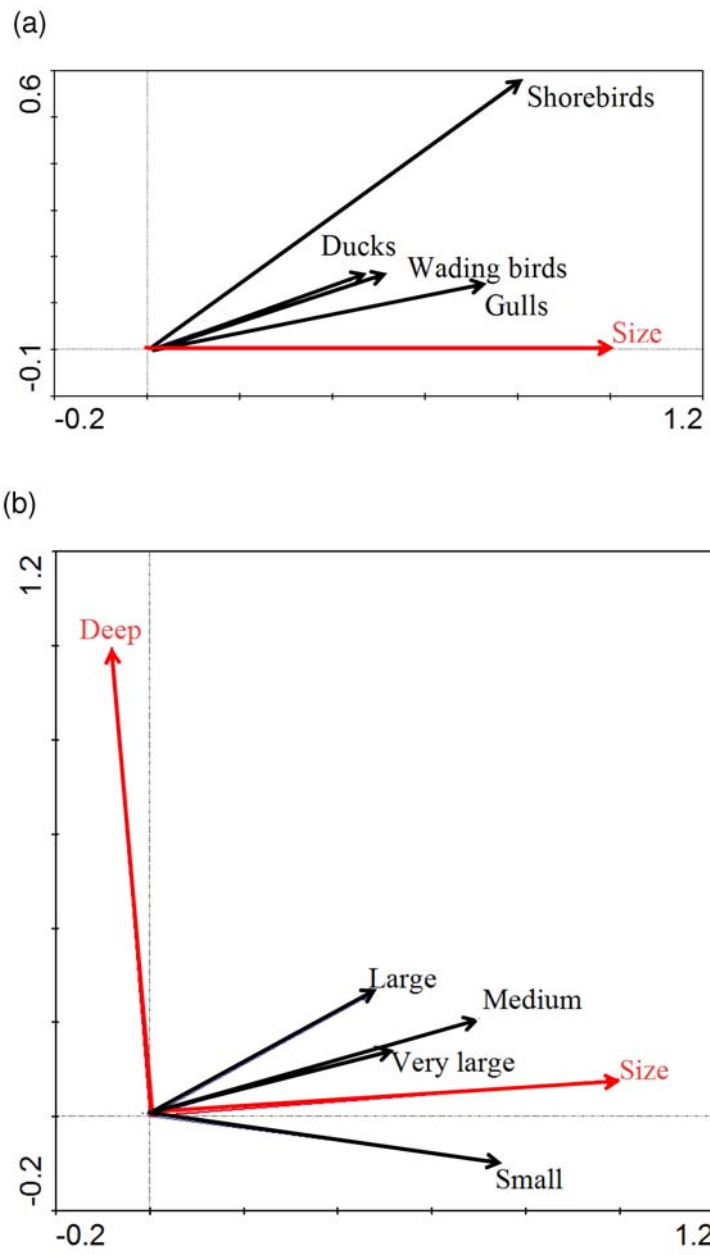 (a)
0.6
Shorebirds
Ducks
Wading birds
Gulls
Size
-0.1
-0.2
1.2
(b)
1.2
Deep
Large
Medium
Very large
Size
Small
-0.2
-0.2
1.2